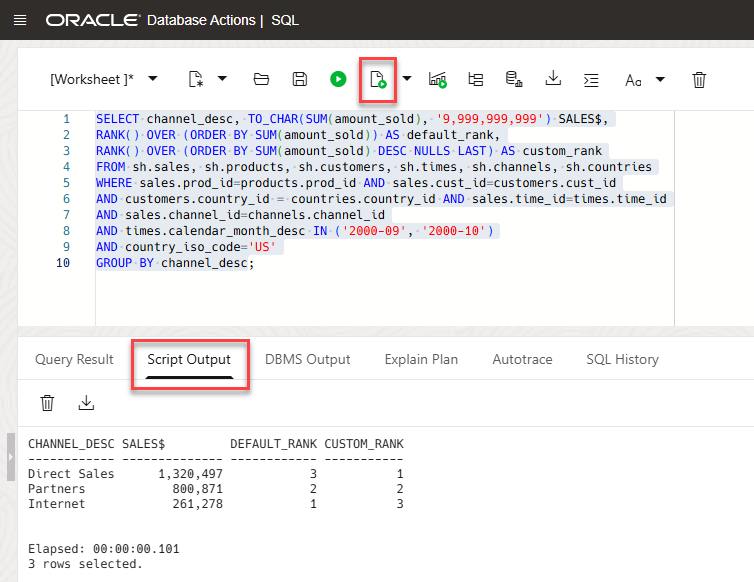 ORACLE Database Actions | SQL
[Worksheet ]* Aa
1 SELECT channel_desc, TO_CHAR(SUM(amount_sold), '9,999,999,999') SALES$,
2 RANK() OVER (ORDER BY SUM(amount_sold)) AS default_rank,
3 RANK() OVER (ORDER BY SUM(amount_sold) DESC NULLS LAST) AS custom_rank
4 FROM sh.sales, sh.products, sh.customers, sh.times, sh.channels, sh.countries
5 WHERE sales.prod_id=products.prod_id AND sales.cust_id=customers.cust_id
6 AND customers.country_id = countries.country_id AND sales.time_id=times.time_id
7 AND sales.channel_id=channels.channel_id
8 AND times.calendar_month_desc IN ('2000-09', '2000-10')
9 AND country_iso_code='US'
10 GROUP BY channel_desc;
Query Result Script Output DBMS Output Explain Plan Autotrace SQL History
CHANNEL_DESC SALES$ DEFAULT_RANK CUSTOM_RANK
------------ -------------- ------------ -----------
Direct Sales 1,320,497 3 1
Partners 800,871 2 2
Internet 261,278 1 3
Elapsed: 00:00:00.101
3 rows selected.